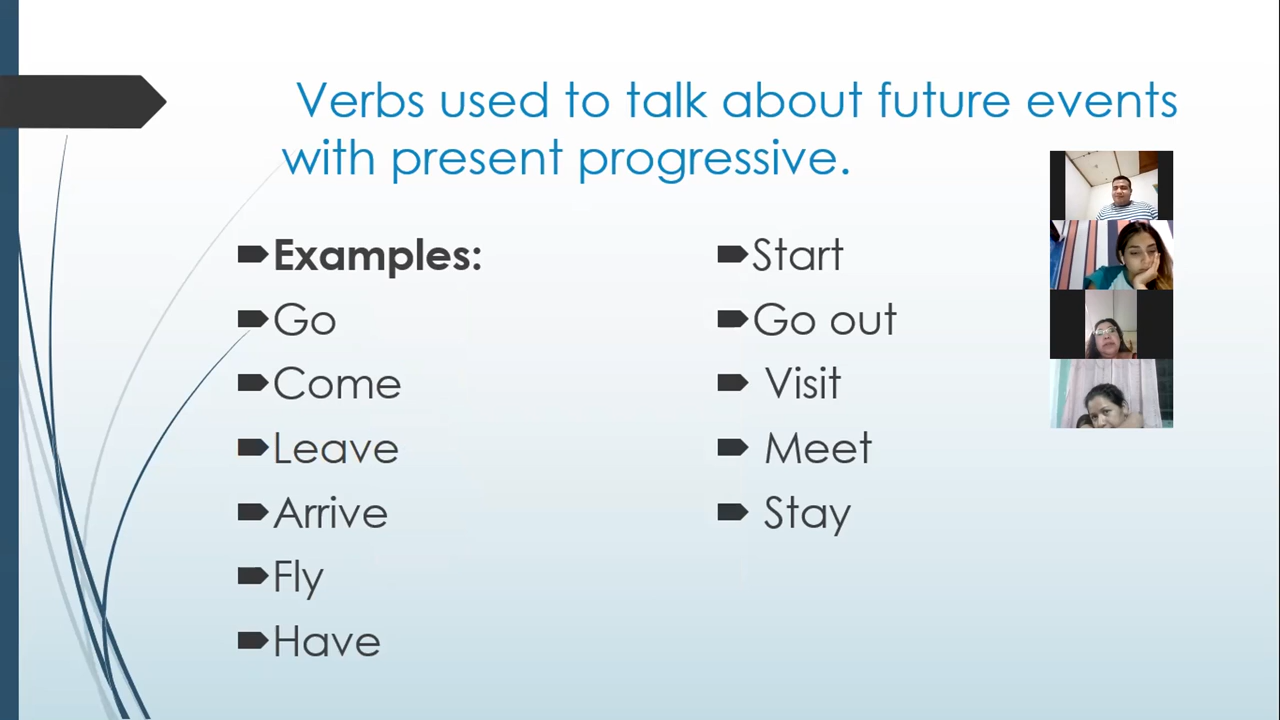 Verbs used to talk about future events
with present progressive.
Examples:
Go
Come
Leave
Arrive
Fly
Have
Start
Go out
Visit
Meet
Stay